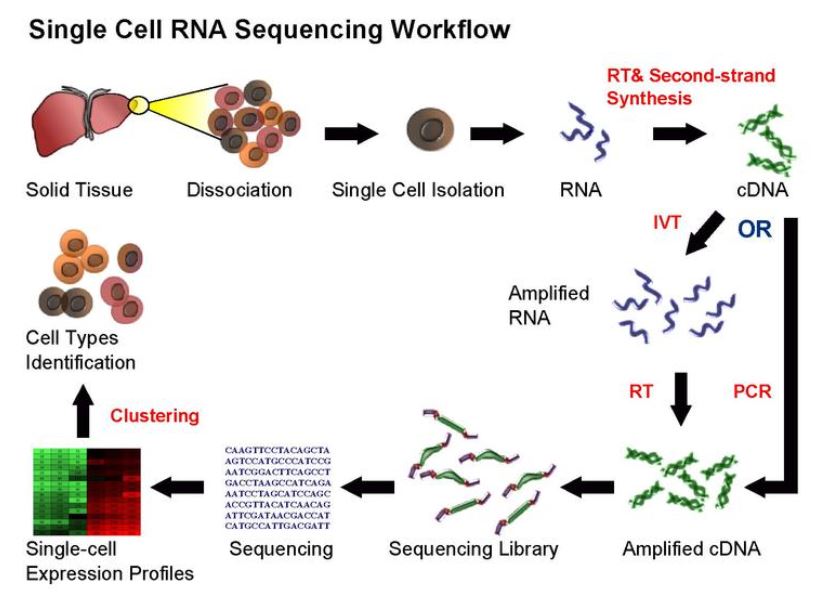 Single Cell RNA Sequencing Workflow
RT& Second-strand
Synthesis
Solid Tissue
Dissociation
Single Cell Isolation
RNA
cDNA
IVT
OR
Amplified
RNA
Cell Types
Identification
RT
PCR
Clustering
CAAGTTCCTACAGCTA
AGTCCATGCCCATCCG
AATCGGACTTCAGCCT
GACCTAAGCCATCAGA
AATCCTAGCATCCAGC
ACCGTTACATCAACAG
ATTCGATAACGACCAT
CATGCCATTGACGATT
Single-cell
Expression Profiles
Sequencing
Sequencing Library
Amplified cDNA